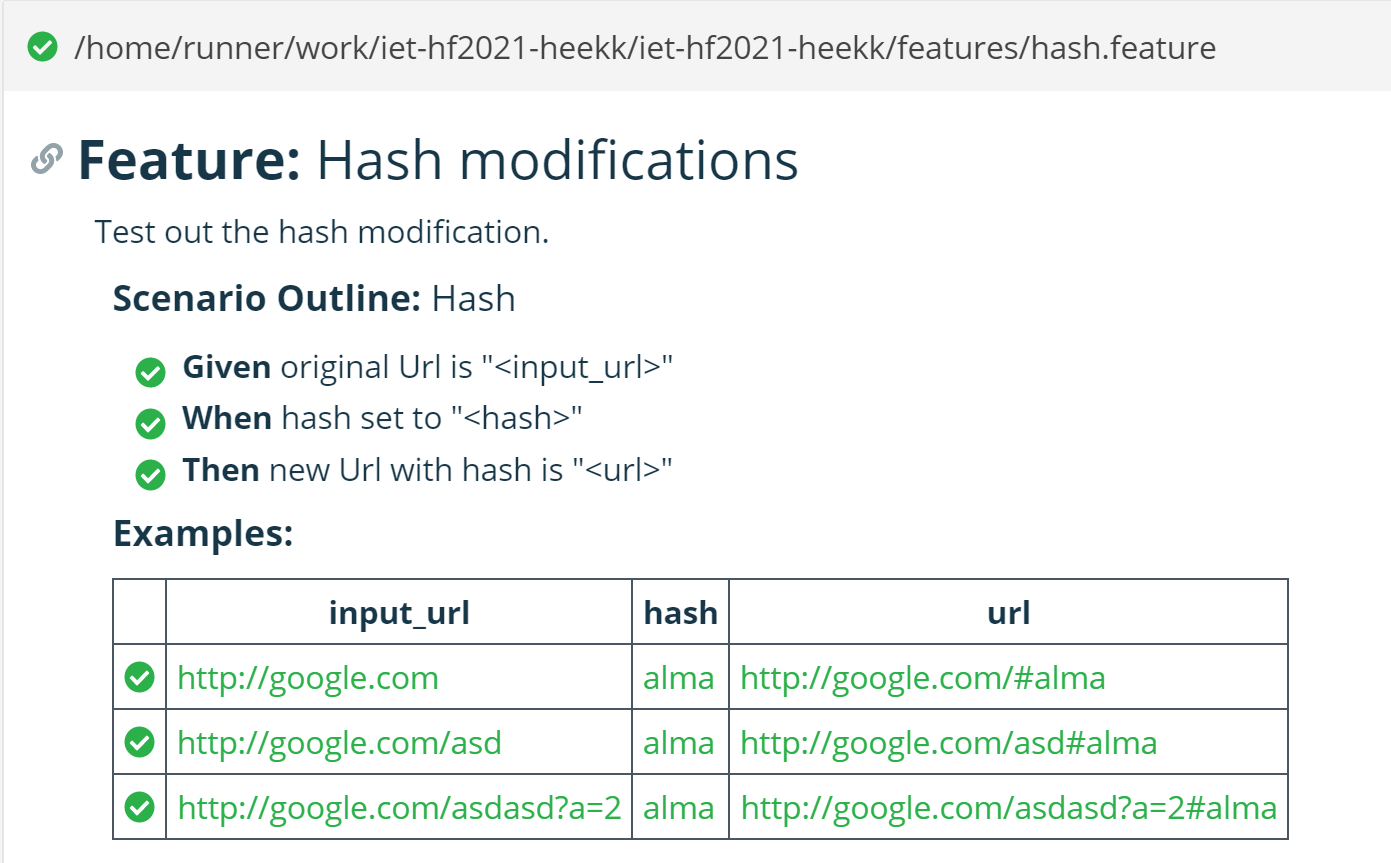 /home/runner/work/iet-hf2021-heekk/iet-hf2021-heekk/features/hash.feature
Feature: Hash modifications
Test out the hash modification.
Scenario Outline: Hash
Given original Url is "<input_url>"
When hash set to "<hash>"
Then new Url with hash is "<url>"
Examples:
input_url hash url
http://google.com alma http://google.com/#alma
http://google.com/asd alma http://google.com/asd#alma
http://google.com/asdasd?a=2 alma http://google.com/asdasd?a=2#alma